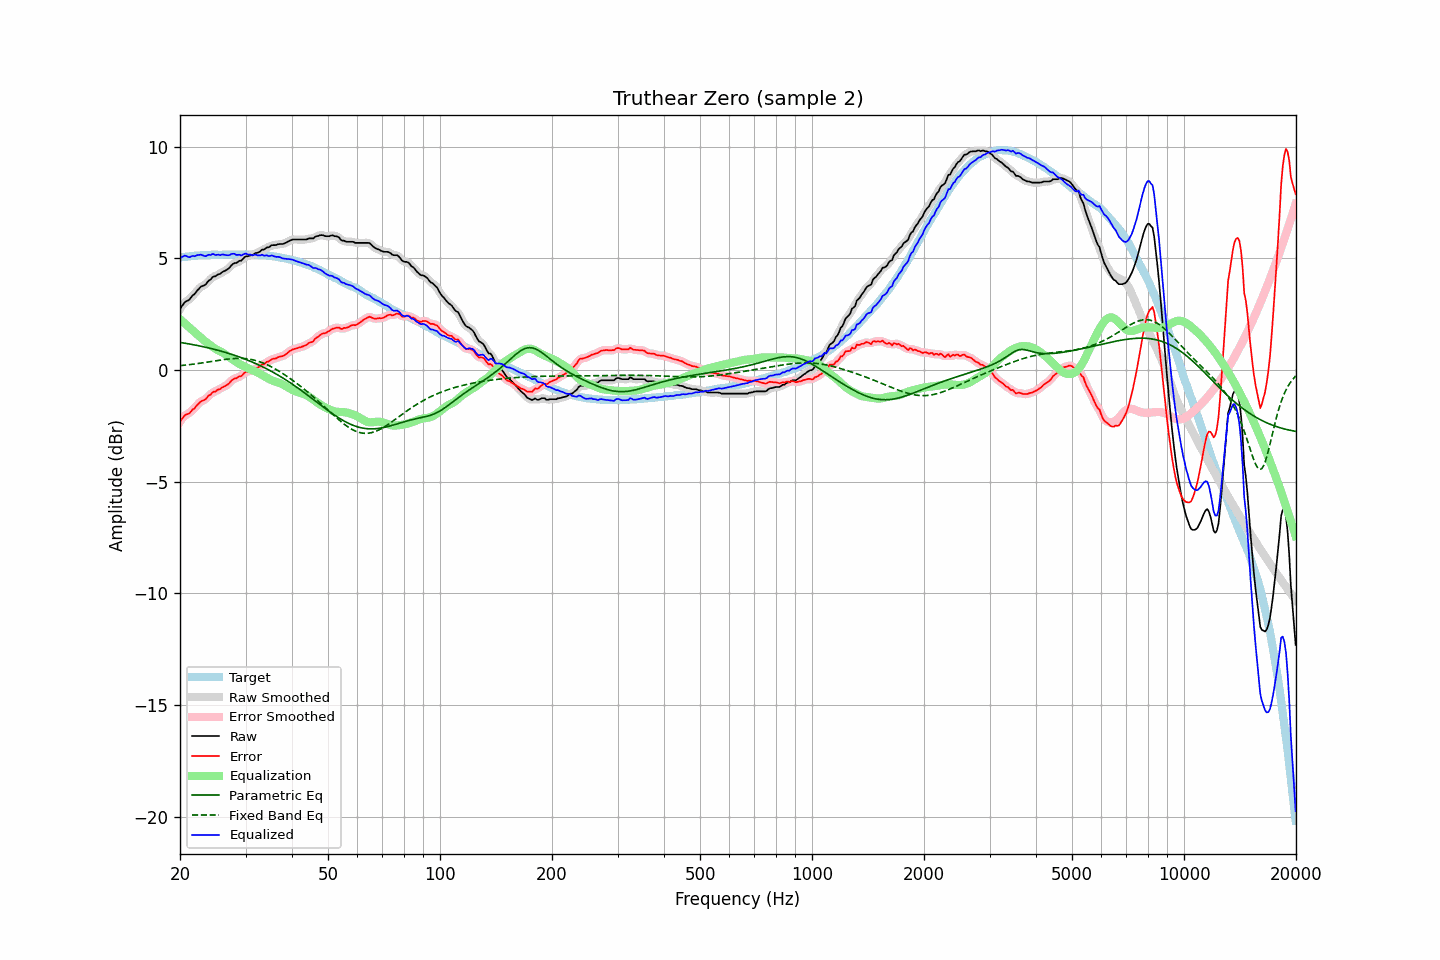 Truthear Zero (sample 2)
10
5
0
−5
−10
−15
−20
Amplitude (dBr)
Target
Raw Smoothed
Error Smoothed
Raw
Error
Equalization
Parametric Eq
Fixed Band Eq
Equalized
20 50 100 200 500 1000 2000 5000 10000 20000
Frequency (Hz)